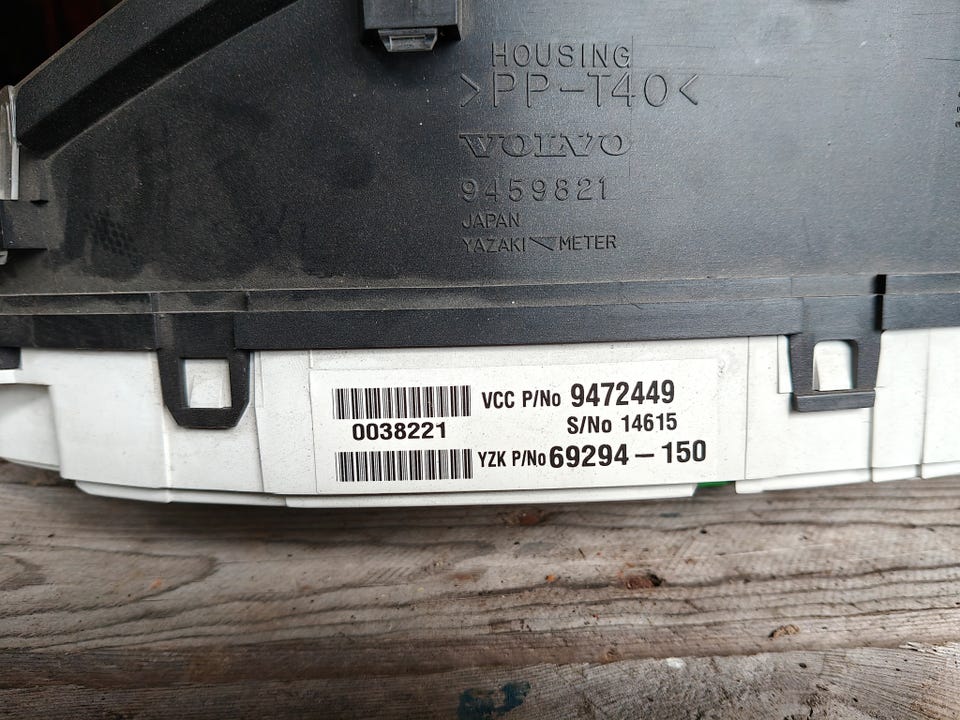 HOUSING
>PP-T40<
VOLVO
9459821
JAPAN
YAZAKI METER
VCC P/No 9472449
0038221
S/No 14615
YZK P/No 69294-150